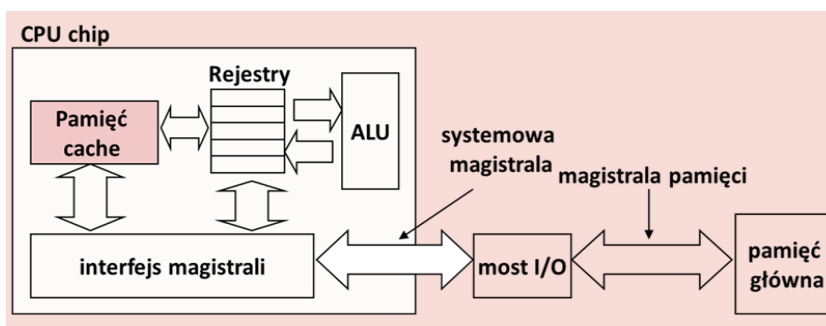 CPU chip
Rejestry
Pamięć
cache
ALU
systemowa
magistrala
magistrala pamięci
interfejs magistrali
most I/O
pamięć
główna